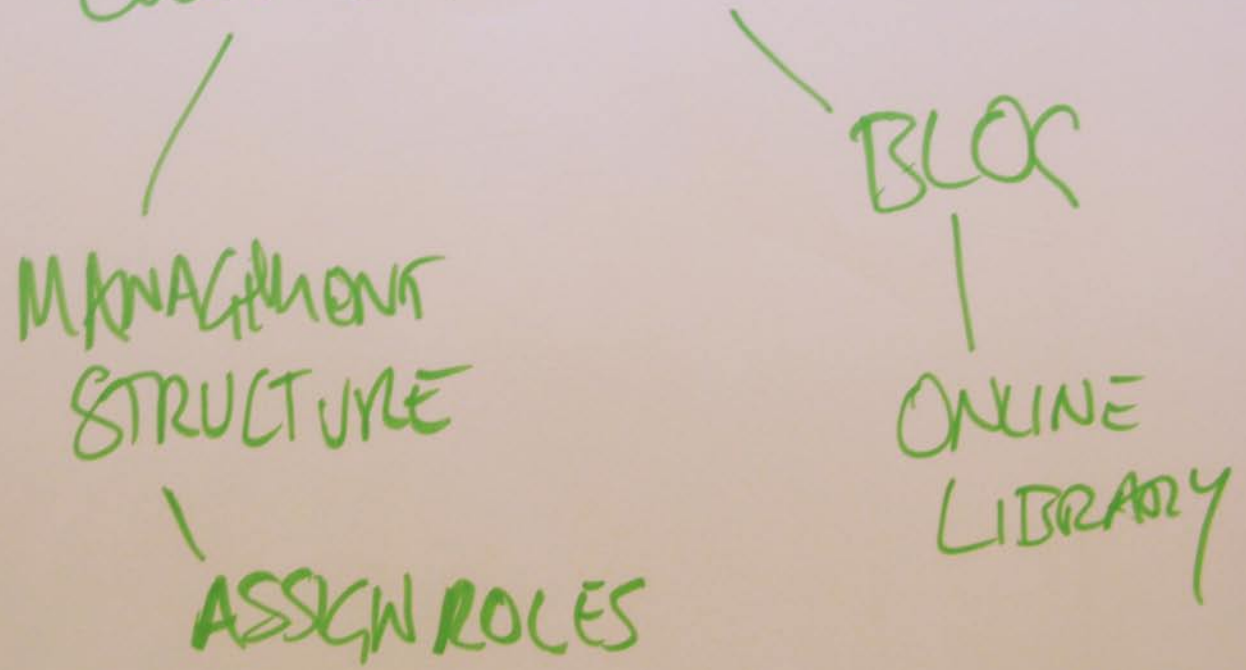 BLOG
MANAGEMENT
STRUCTURE
ONLINE
LIBRARY
ASSIGN ROLES